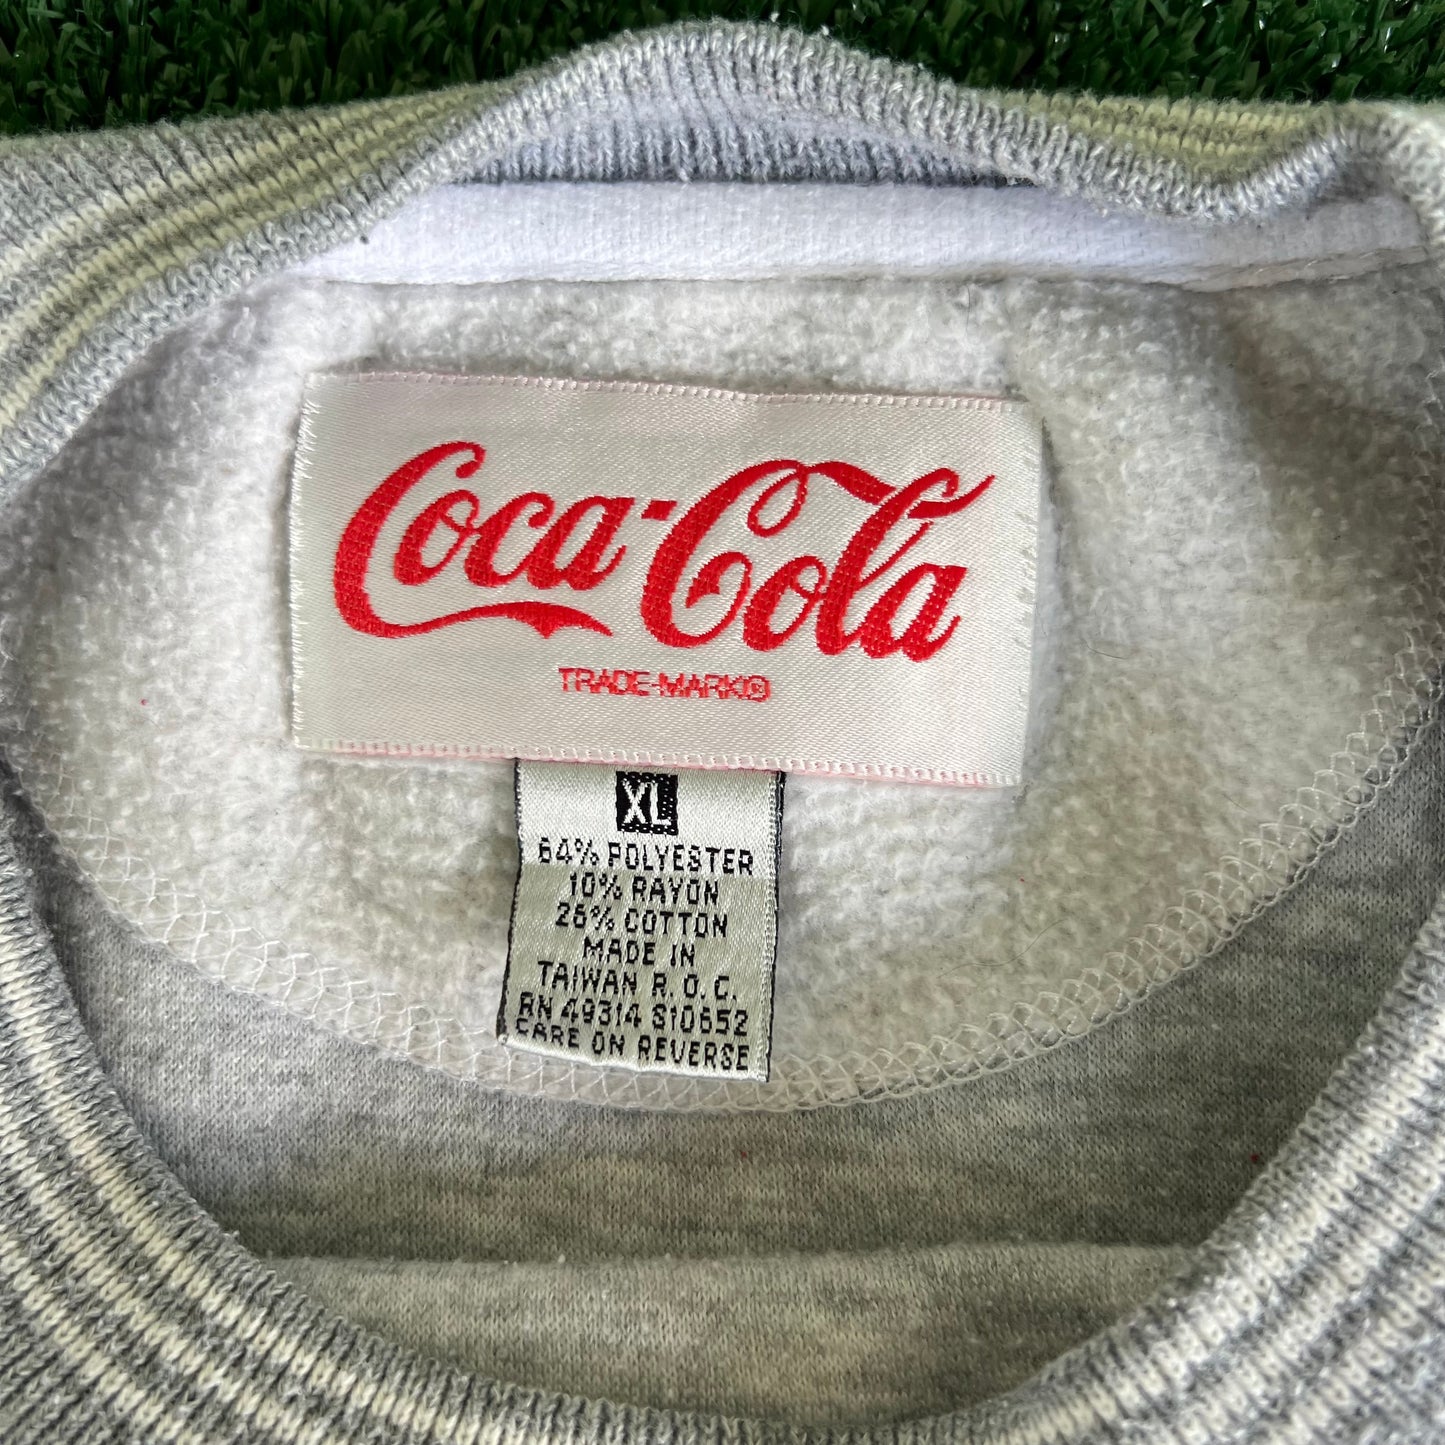 Coca-Cola
TRADE-MARK®
XL
64% POLYESTER
10% RAYON
26% COTTON
MADE IN
TAIWAN R.O.C.
RN 49314 S10652
CARE ON REVERSE